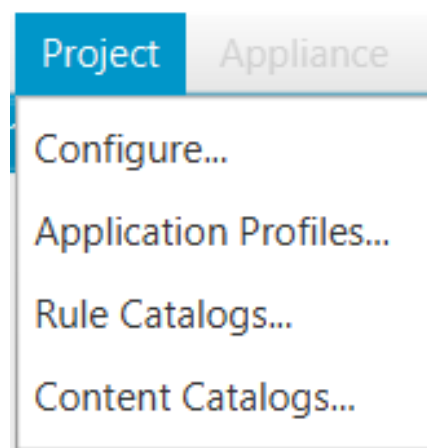 Project Appliance
Configure...
Application Profiles...
Rule Catalogs...
Content Catalogs...